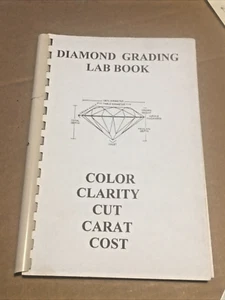 DIAMOND GRADING
LAB BOOK
COLOR
CLARITY
CUT
CARAT
COST